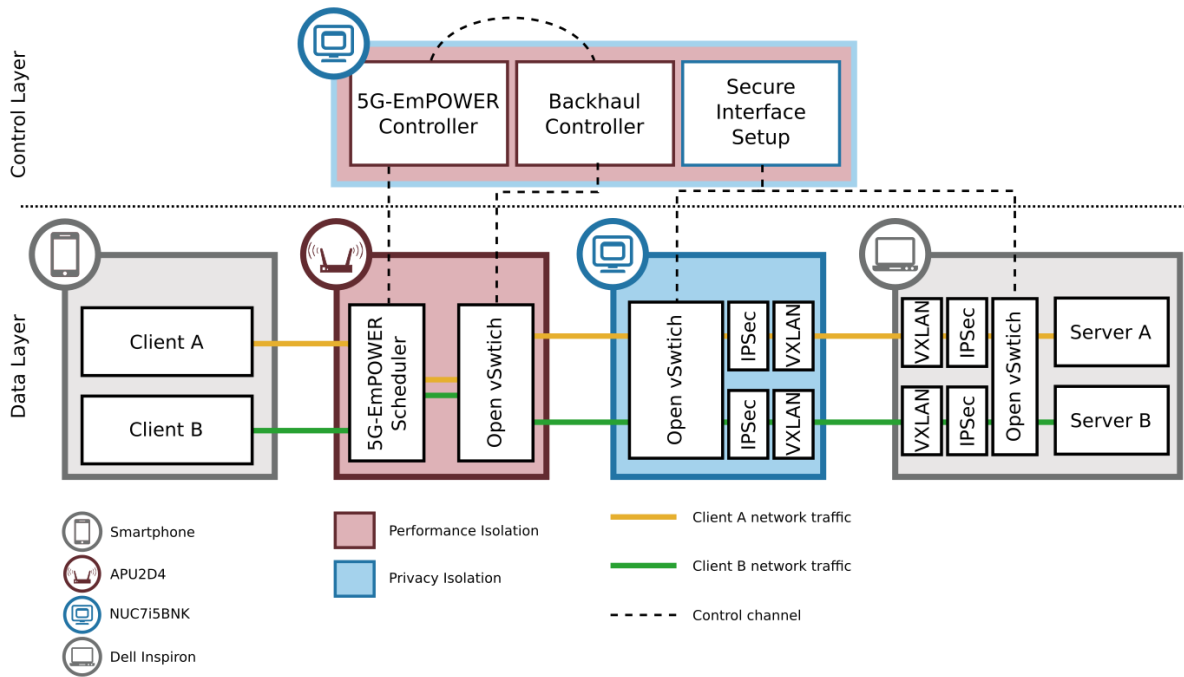 Control Layer
5G-EmPOWER
Controller
Backhaul
Controller
Secure
Interface
Setup
Data Layer
Client A
Client B
5G-EmPOWER
Scheduler
Open vSwtich
Open vSwtich
IPSec
VXLAN
IPSec
VXLAN
VXLAN
IPSec
VXLAN
IPSec
Open vSwtich
Server A
Server B
Smartphone
APU2D4
NUC7i5BNK
Dell Inspiron
Performance Isolation
Privacy Isolation
Client A network traffic
Client B network traffic
Control channel